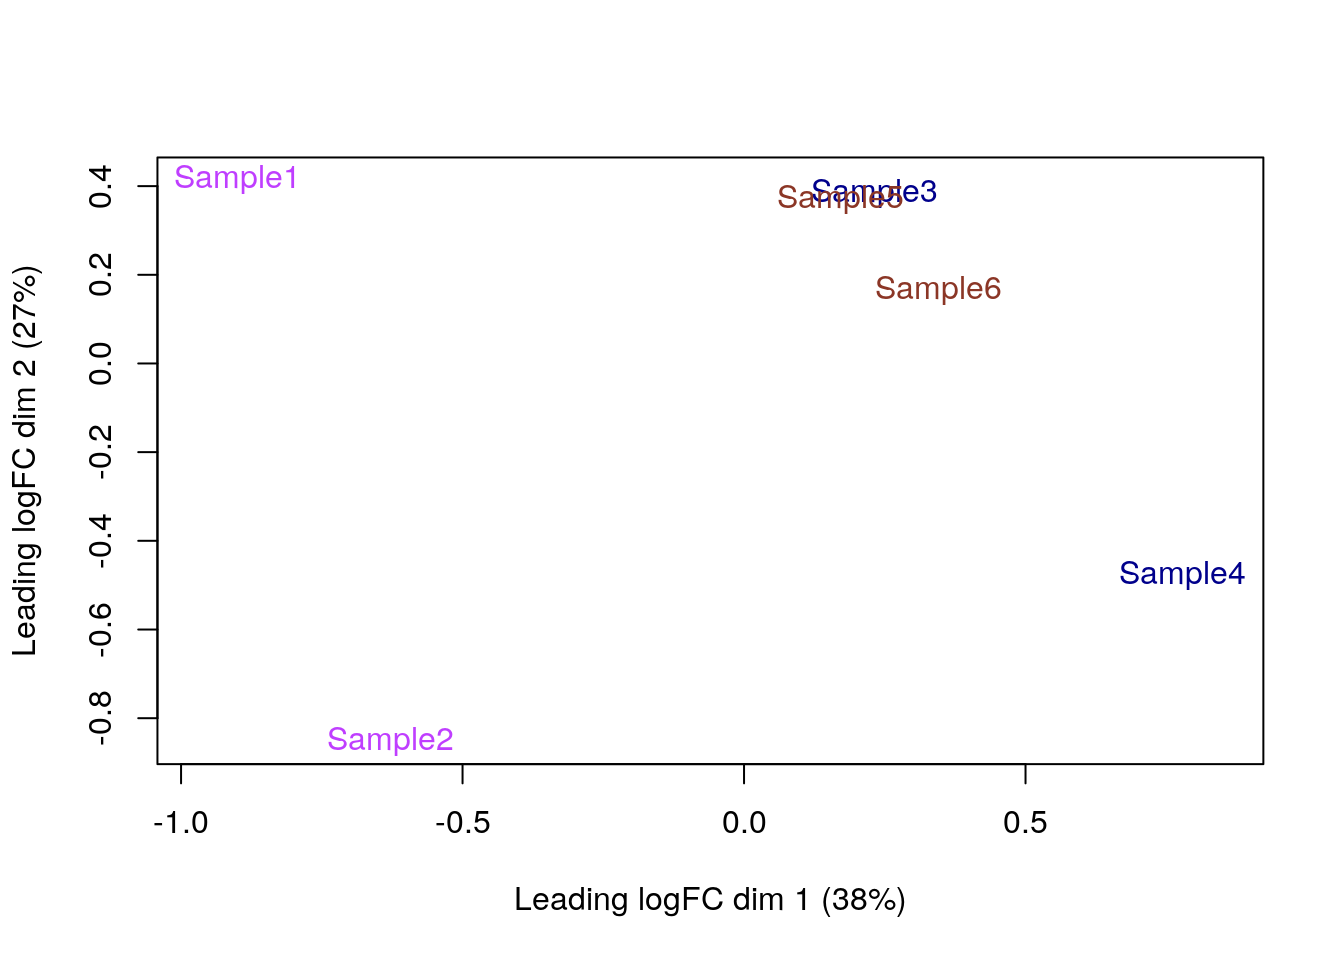 Sample1
Sample3
Sample5
Sample6
Sample4
Sample2
0.4
0.2
0.0
-0.2
-0.4
-0.6
-0.8
Leading logFC dim 2 (27%)
-1.0 -0.5 0.0 0.5
Leading logFC dim 1 (38%)